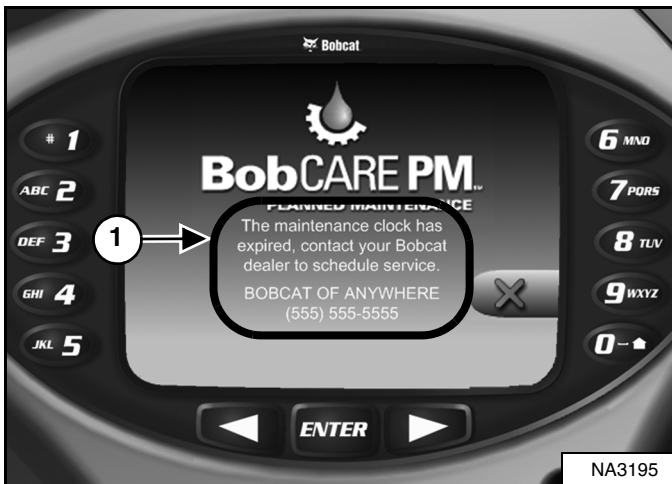 Bobcat
BobCARE PM™
PLANNED MAINTENANCE
The maintenance clock has
expired, contact your Bobcat
dealer to schedule service.
BOBCAT OF ANYWHERE
(555) 555-5555
1
# 1
ABC 2
DEF 3
GHI 4
JKL 5
6 MNO
7 PQRS
8 TUV
9 WXYZ
0 –
ENTER
NA3195